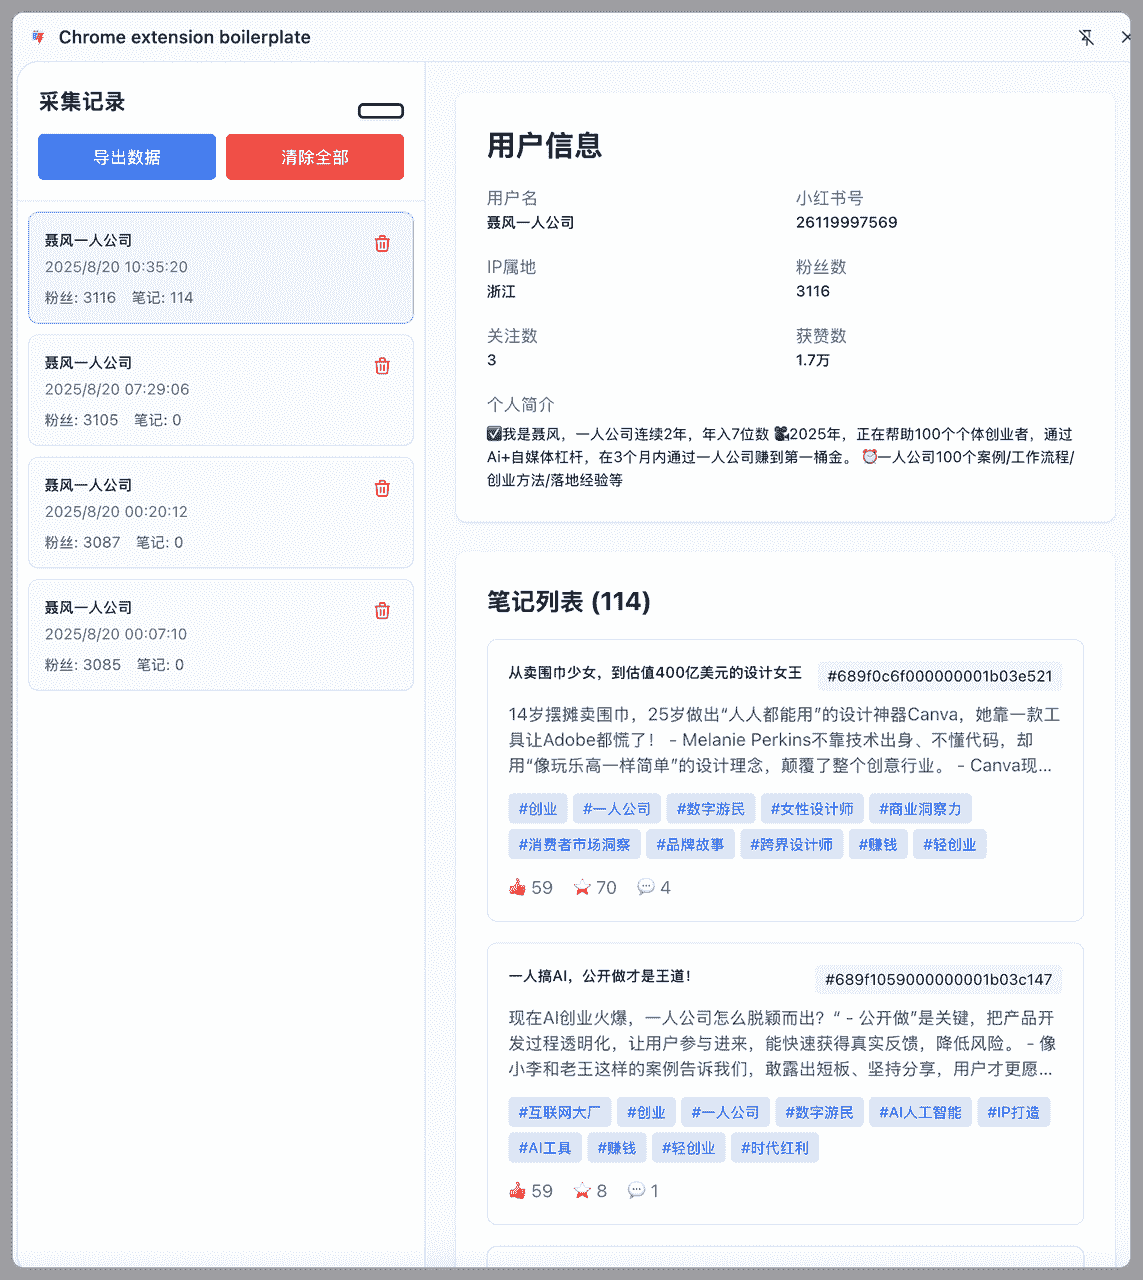 Chrome extension boilerplate
采集记录
导出数据
清除全部
聂风一人公司
2025/8/20 10:35:20
粉丝: 3116 笔记: 114
聂风一人公司
2025/8/20 07:29:06
粉丝: 3105 笔记: 0
聂风一人公司
2025/8/20 00:20:12
粉丝: 3087 笔记: 0
聂风一人公司
2025/8/20 00:07:10
粉丝: 3085 笔记: 0
用户信息
用户名
聂风一人公司
小红书号
26119997569
IP属地
浙江
粉丝数
3116
关注数
3
获赞数
1.7万
个人简介
✅我是聂风，一人公司连续2年，年入7位数 📽2025年，正在帮助100个个体创业者，通过
Ai+自媒体杠杆，在3个月内通过一人公司赚到第一桶金。 ⏰一人公司100个案例/工作流程/
创业方法/落地经验等
笔记列表 (114)
从卖围巾少女，到估值400亿美元的设计女王
#689f0c6f000000001b03e521
14岁摆摊卖围巾，25岁做出“人人都能用”的设计神器Canva，她靠一款工
具让Adobe都慌了！ - Melanie Perkins不靠技术出身、不懂代码，却
用“像玩乐高一样简单”的设计理念，颠覆了整个创意行业。 - Canva现...
#创业 #一人公司 #数字游民 #女性设计师 #商业洞察力
#消费者市场洞察 #品牌故事 #跨界设计师 #赚钱 #轻创业
59 70 4
一人搞AI，公开做才是王道！
#689f1059000000001b03c147
现在AI创业火爆，一人公司怎么脱颖而出？“ - 公开做”是关键，把产品开
发过程透明化，让用户参与进来，能快速获得真实反馈，降低风险。 - 像
小李和老王这样的案例告诉我们，敢露出短板、坚持分享，用户才更愿...
#互联网大厂 #创业 #一人公司 #数字游民 #AI人工智能 #IP打造
#AI工具 #赚钱 #轻创业 #时代红利
59 8 1